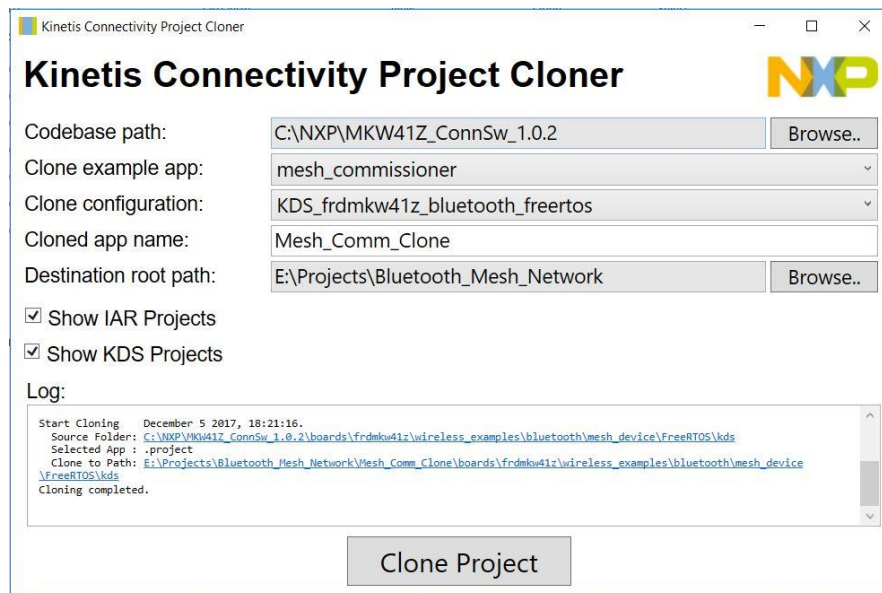 Kinetis Connectivity Project Cloner
Kinetis Connectivity Project Cloner
NXP
Codebase path: C:\NXP\MKW41Z_ConnSw_1.0.2 Browse..
Clone example app: mesh_commissioner
Clone configuration: KDS_frdmkw41z_bluetooth_freertos
Cloned app name: Mesh_Comm_Clone
Destination root path: E:\Projects\Bluetooth_Mesh_Network Browse..
Show IAR Projects
Show KDS Projects
Log:
Start Cloning December 5 2017, 18:21:16.
Source Folder: C:\NXP\MKW41Z_ConnSw_1.0.2\boards\frdmkw41z\wireless_examples\bluetooth\mesh_device\FreeRTOS\kds
Selected App : .project
Clone to Path: E:\Projects\Bluetooth_Mesh_Network\Mesh_Comm_Clone\boards\frdmkw41z\wireless_examples\bluetooth\mesh_device
\FreeRTOS\kds
Cloning completed.
Clone Project